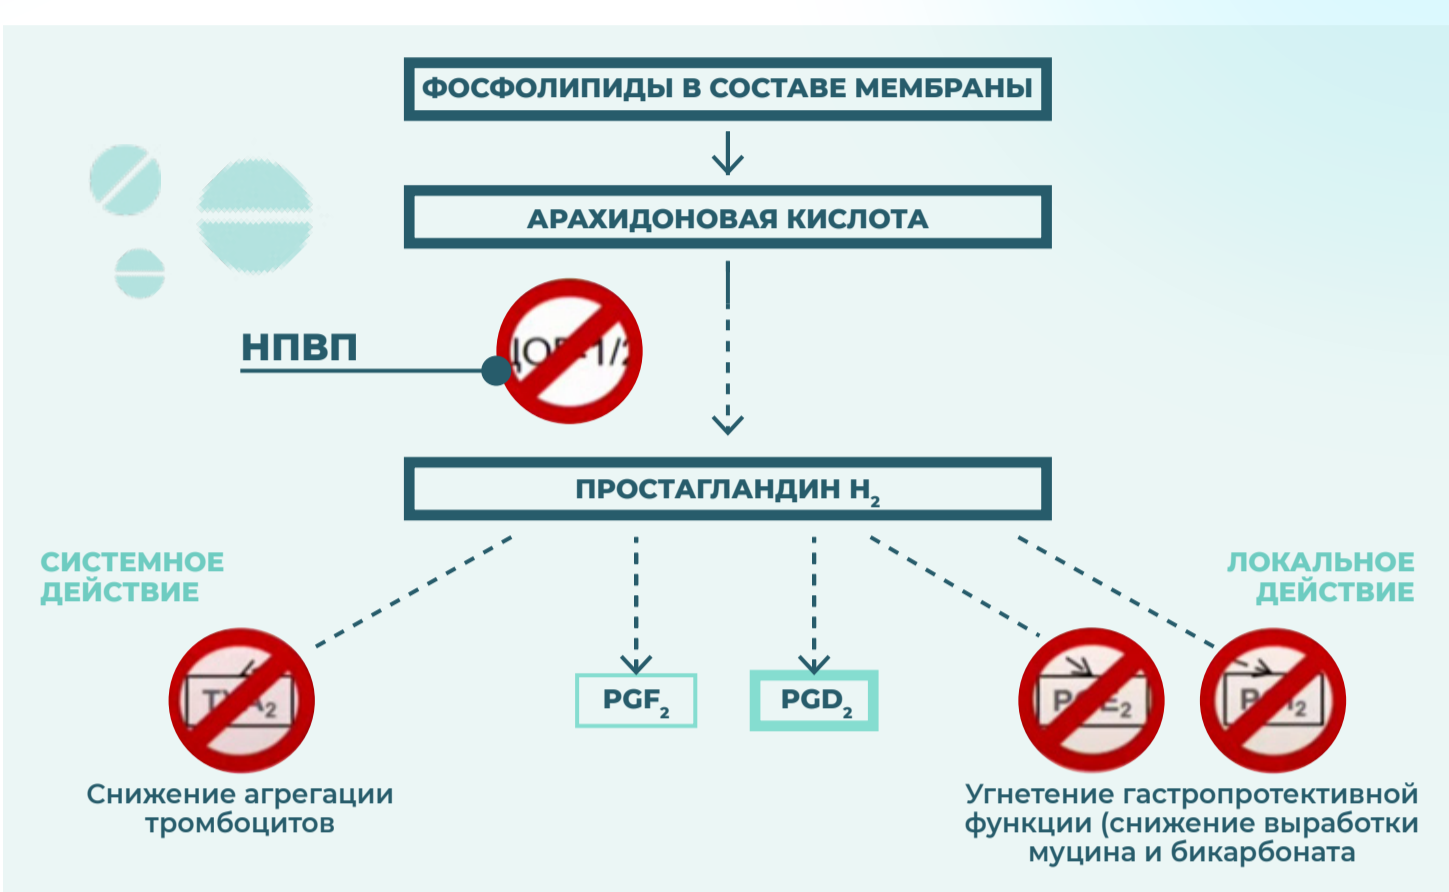 ФОСФОЛИПИДЫ В СОСТАВЕ МЕМБРАНЫ
АРАХИДОНОВАЯ КИСЛОТА
НПВП
ПРОСТАГЛАНДИН H₂
СИСТЕМНОЕ
ДЕЙСТВИЕ
ЛОКАЛЬНОЕ
ДЕЙСТВИЕ
PGF₂
PGD₂
Снижение агрегации
тромбоцитов
Угнетение гастропротективной
функции (снижение выработки
муцина и бикарбоната